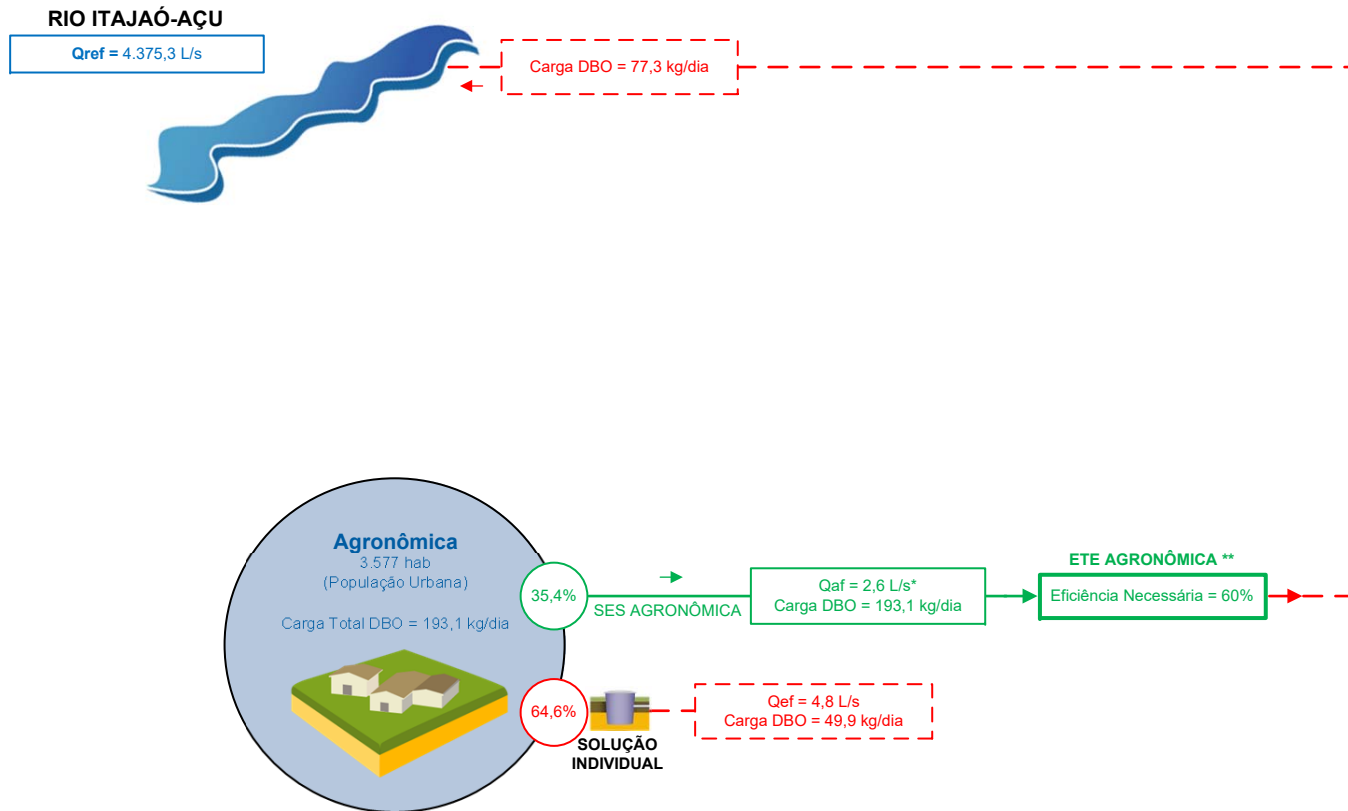 RIO ITAJAÓ-AÇU
Qref = 4.375,3 L/s
Carga DBO = 77,3 kg/dia
Agronômica
3.577 hab
(População Urbana)
Carga Total DBO = 193,1 kg/dia
35,4%
SES AGRONÔMICA
Qaf = 2,6 L/s*
Carga DBO = 193,1 kg/dia
ETE AGRONÔMICA **
Eficiência Necessária = 60%
64,6%
SOLUÇÃO
INDIVIDUAL
Qef = 4,8 L/s
Carga DBO = 49,9 kg/dia